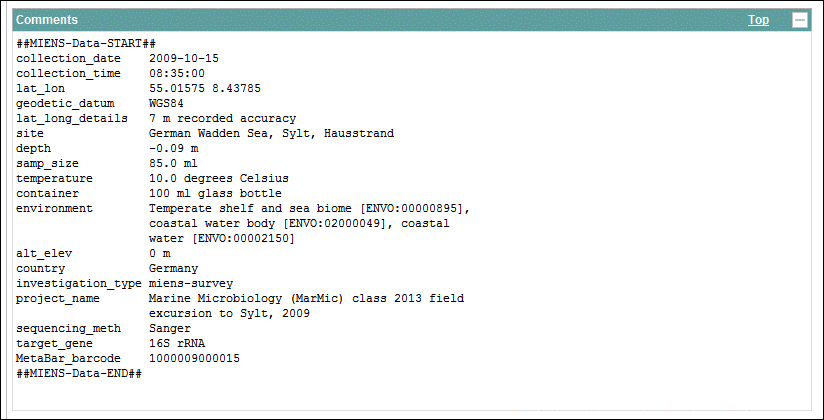 Comments Top
##MIENS-Data-START##
collection_date 2009-10-15
collection_time 08:35:00
lat_lon 55.01575 8.43785
geodetic_datum WGS84
lat_long_details 7 m recorded accuracy
site German Wadden Sea, Sylt, Hausstrand
depth -0.09 m
samp_size 85.0 ml
temperature 10.0 degrees Celsius
container 100 ml glass bottle
environment Temperate shelf and sea biome [ENVO:00000895],
coastal water body [ENVO:02000049], coastal
water [ENVO:00002150]
alt_elev 0 m
country Germany
investigation_type miens-survey
project_name Marine Microbiology (MarMic) class 2013 field
excursion to Sylt, 2009
sequencing_meth Sanger
target_gene 16S rRNA
MetaBar_barcode 1000009000015
##MIENS-Data-END##